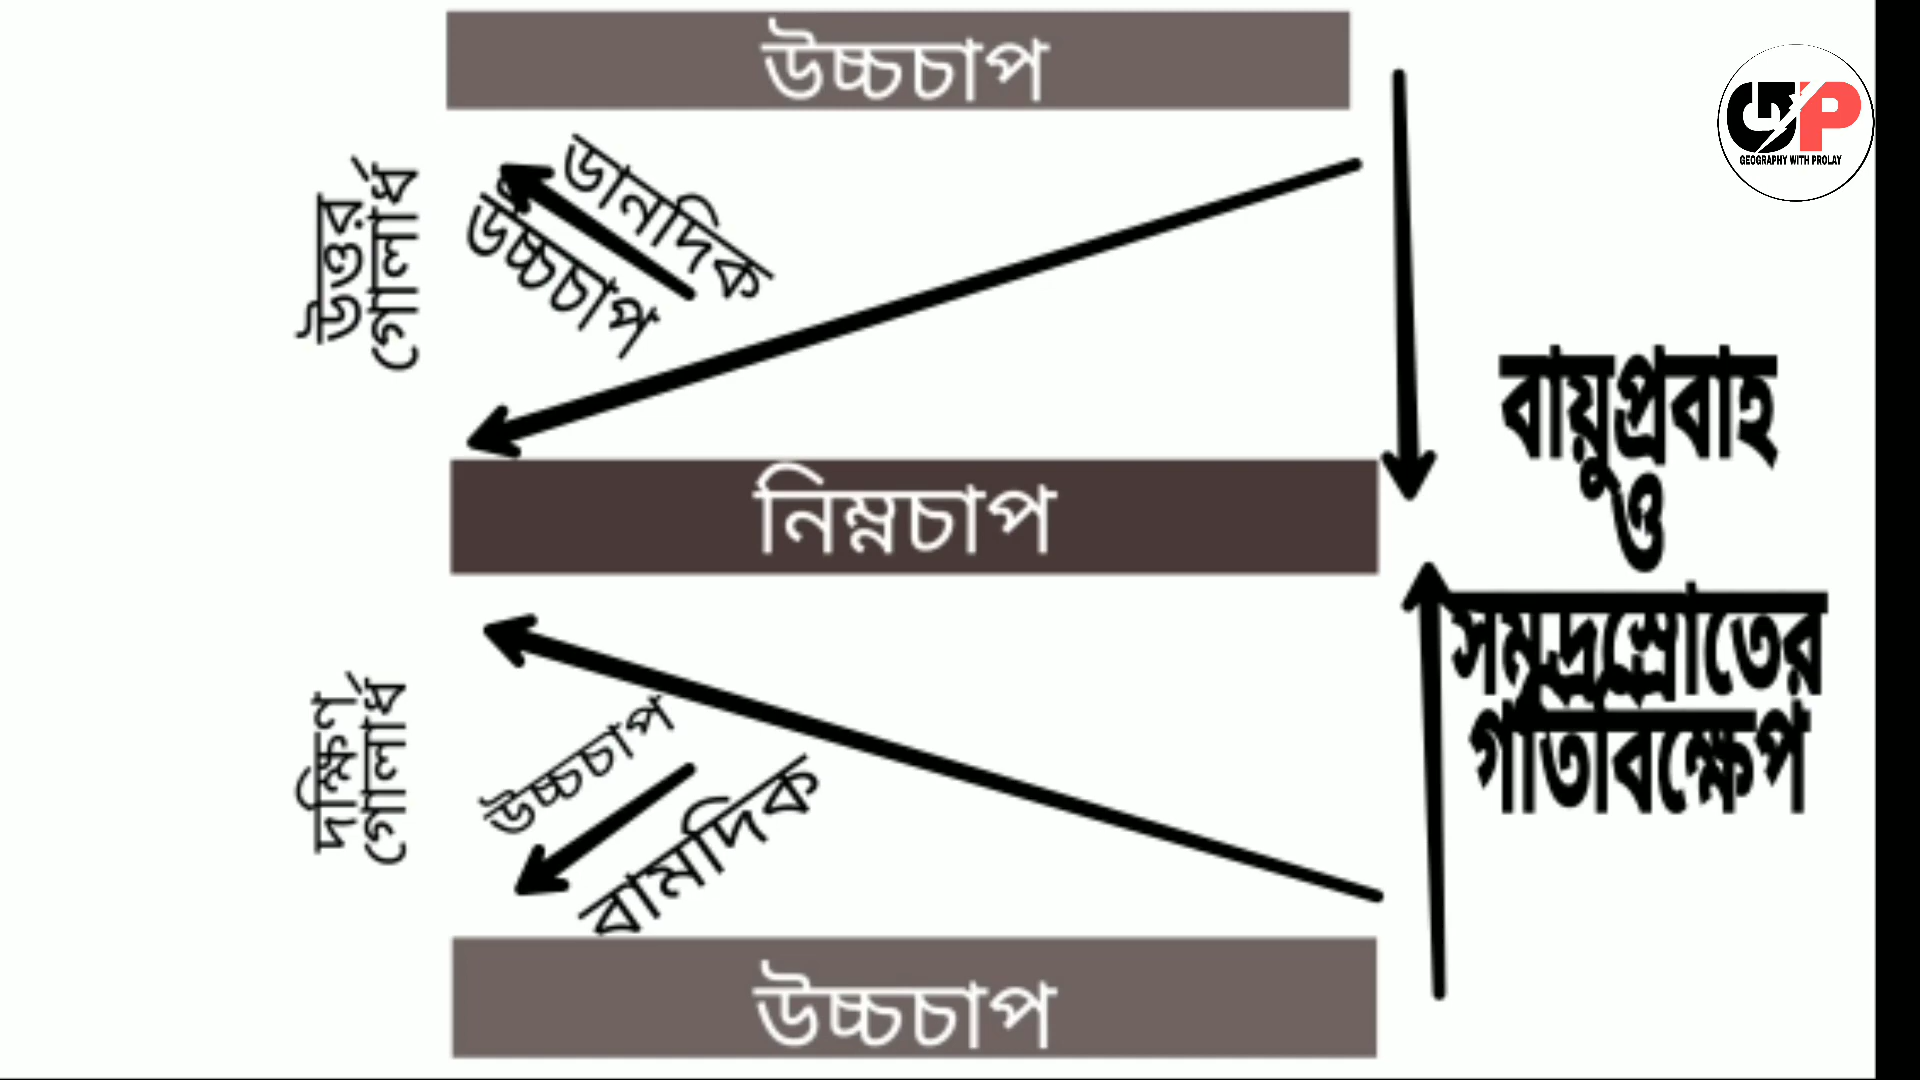 উচ্চচাপ
GEOGRAPHY WITH PROLAY
উত্তর
গোলার্ধ
ডানদিক
উচ্চচাপ
নিম্নচাপ
বায়ুপ্রবাহ
ও
সমুদ্রস্রোতের
গতিবিক্ষেপ
দক্ষিণ
গোলার্ধ
উচ্চচাপ
বামদিক
উচ্চচাপ